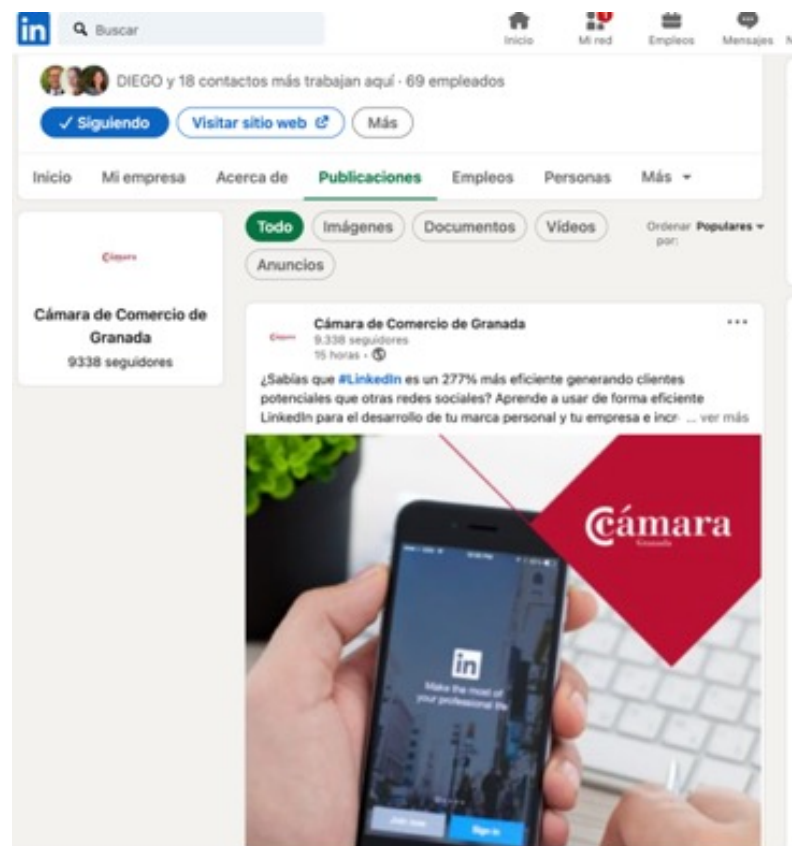 in Buscar
Inicio Mi red Empleos Mensajes
1
DIEGO y 18 contactos más trabajan aquí · 69 empleados
✓ Siguiendo Visitar sitio web Más
Inicio Mi empresa Acerca de Publicaciones Empleos Personas Más
Todo Imágenes Documentos Vídeos Ordenar por: Populares
Anuncios
Cámara
Cámara de Comercio de
Granada
9338 seguidores
Cámara de Comercio de Granada
9.338 seguidores
15 horas ·
¿Sabías que #LinkedIn es un 277% más eficiente generando clientes
potenciales que otras redes sociales? Aprende a usar de forma eficiente
LinkedIn para el desarrollo de tu marca personal y tu empresa e incr- ... ver más
Cámara
Granada
in
Make the most of
your professional life
Join now Sign in